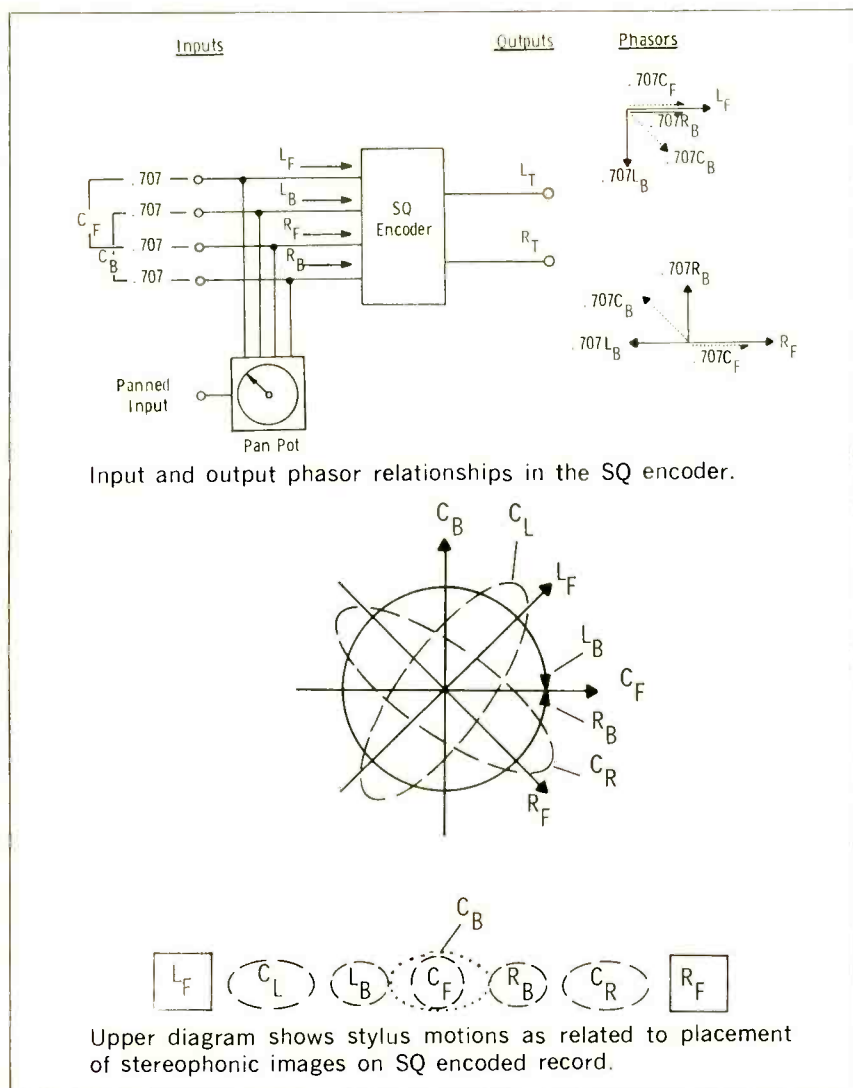 Inputs Outputs Phasors
.707C_F
L_F
.707R_B
.707C_B
.707L_B
L_F
.707
L_B
.707
R_F
.707
R_B
.707
C_F
C_B
SQ
Encoder
L_T
R_T
.707R_B
.707C_B
.707L_B
R_F
.707C_F
Panned
Input
Pan Pot
Input and output phasor relationships in the SQ encoder.
C_B
C_L
L_F
L_B
C_F
R_B
C_R
R_F
C_B
L_F C_L L_B C_F R_B C_R R_F
Upper diagram shows stylus motions as related to placement
of stereophonic images on SQ encoded record.